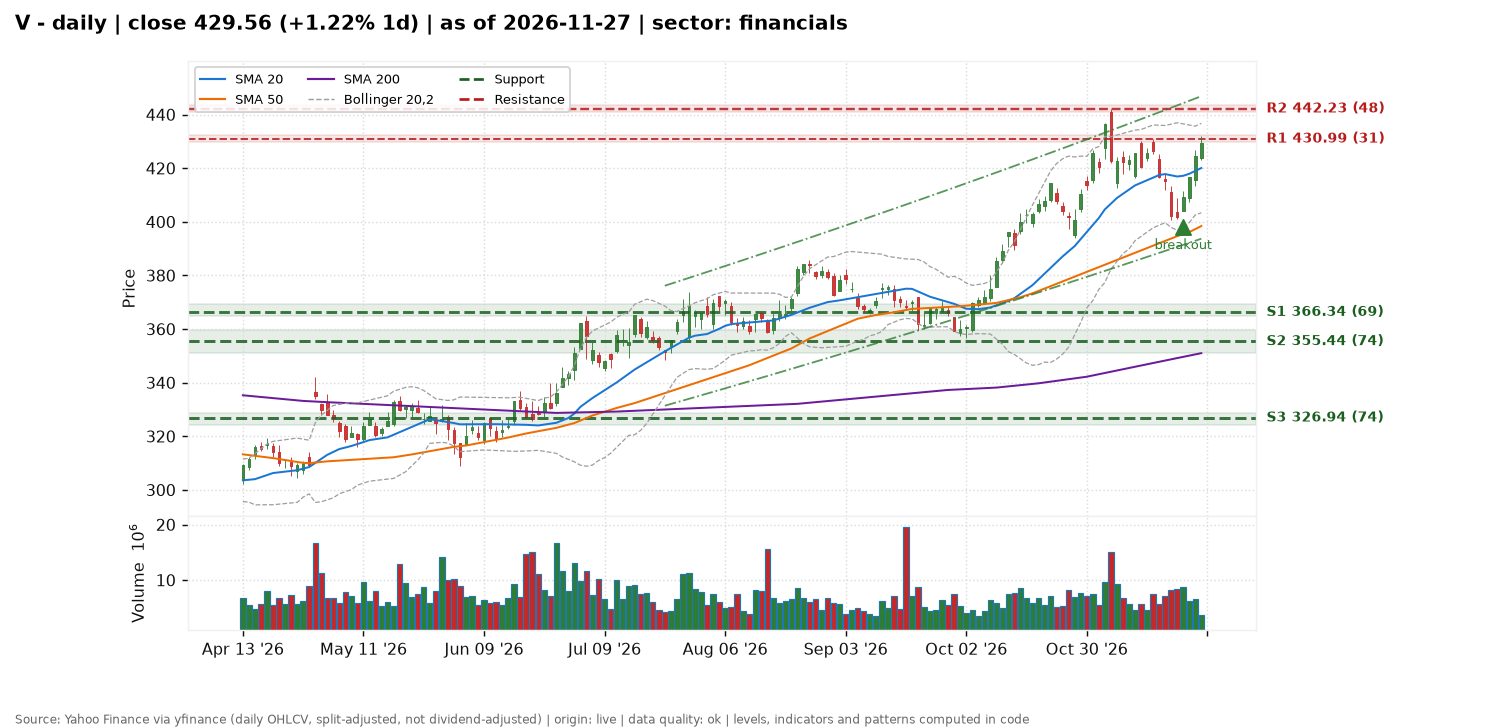 V - daily | close 429.56 (+1.22% 1d) | as of 2026-11-27 | sector: financials
SMA 20
SMA 50
SMA 200
Bollinger 20,2
Support
Resistance
Price
440
420
400
380
360
340
320
300
R2 442.23 (48)
R1 430.99 (31)
breakout
S1 366.34 (69)
S2 355.44 (74)
S3 326.94 (74)
Volume 10⁶
20
10
Apr 13 '26
May 11 '26
Jun 09 '26
Jul 09 '26
Aug 06 '26
Sep 03 '26
Oct 02 '26
Oct 30 '26
Source: Yahoo Finance via yfinance (daily OHLCV, split-adjusted, not dividend-adjusted) | origin: live | data quality: ok | levels, indicators and patterns computed in code